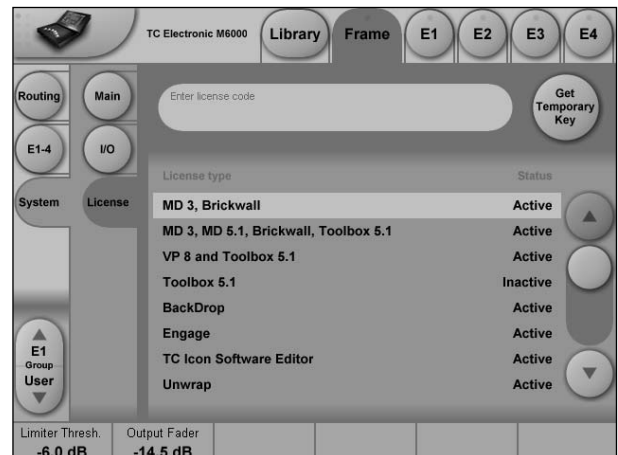 TC Electronic M6000
Library
Frame
E1
E2
E3
E4
Routing
Main
Enter license code
Get
Temporary
Key
E1-4
I/O
System
License
License type Status
MD 3, Brickwall Active
MD 3, MD 5.1, Brickwall, Toolbox 5.1 Active
VP 8 and Toolbox 5.1 Active
Toolbox 5.1 Inactive
BackDrop Active
Engage Active
TC Icon Software Editor Active
Unwrap Active
E1
Group
User
Limiter Thresh. Output Fader
-6.0 dB -14.5 dB